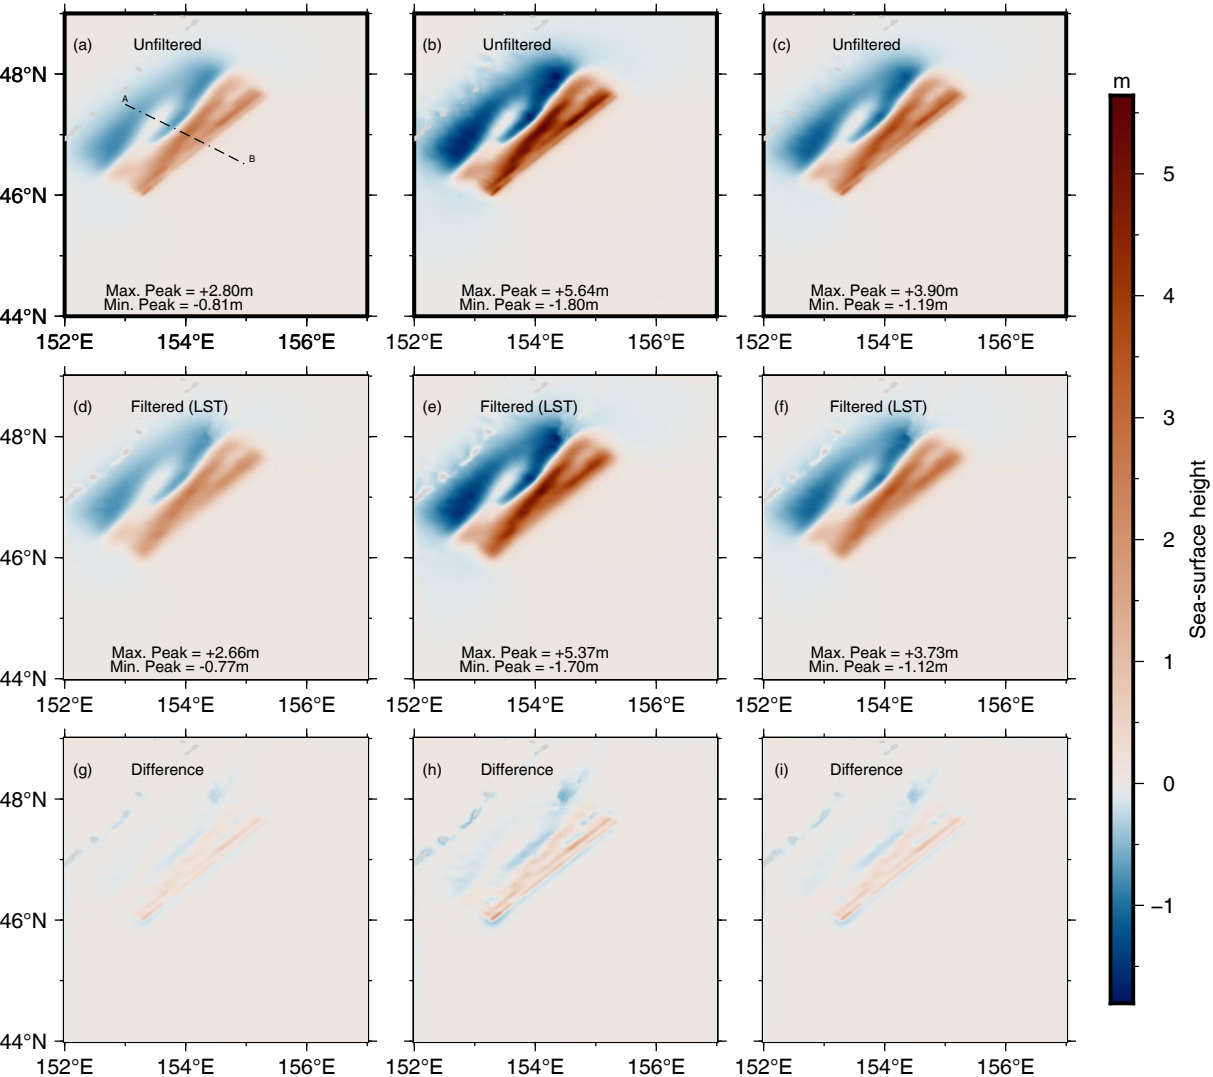 (a) Unfiltered
A
B
Max. Peak = +2.80m
Min. Peak = -0.81m
48°N
46°N
44°N
152°E 154°E 156°E
(b) Unfiltered
Max. Peak = +5.64m
Min. Peak = -1.80m
152°E 154°E 156°E
(c) Unfiltered
Max. Peak = +3.90m
Min. Peak = -1.19m
152°E 154°E 156°E
(d) Filtered (LST)
Max. Peak = +2.66m
Min. Peak = -0.77m
48°N
46°N
44°N
152°E 154°E 156°E
(e) Filtered (LST)
Max. Peak = +5.37m
Min. Peak = -1.70m
152°E 154°E 156°E
(f) Filtered (LST)
Max. Peak = +3.73m
Min. Peak = -1.12m
152°E 154°E 156°E
(g) Difference
48°N
46°N
44°N
152°E 154°E 156°E
(h) Difference
152°E 154°E 156°E
(i) Difference
152°E 154°E 156°E
m
5
4
3
2
1
0
−1
Sea-surface height